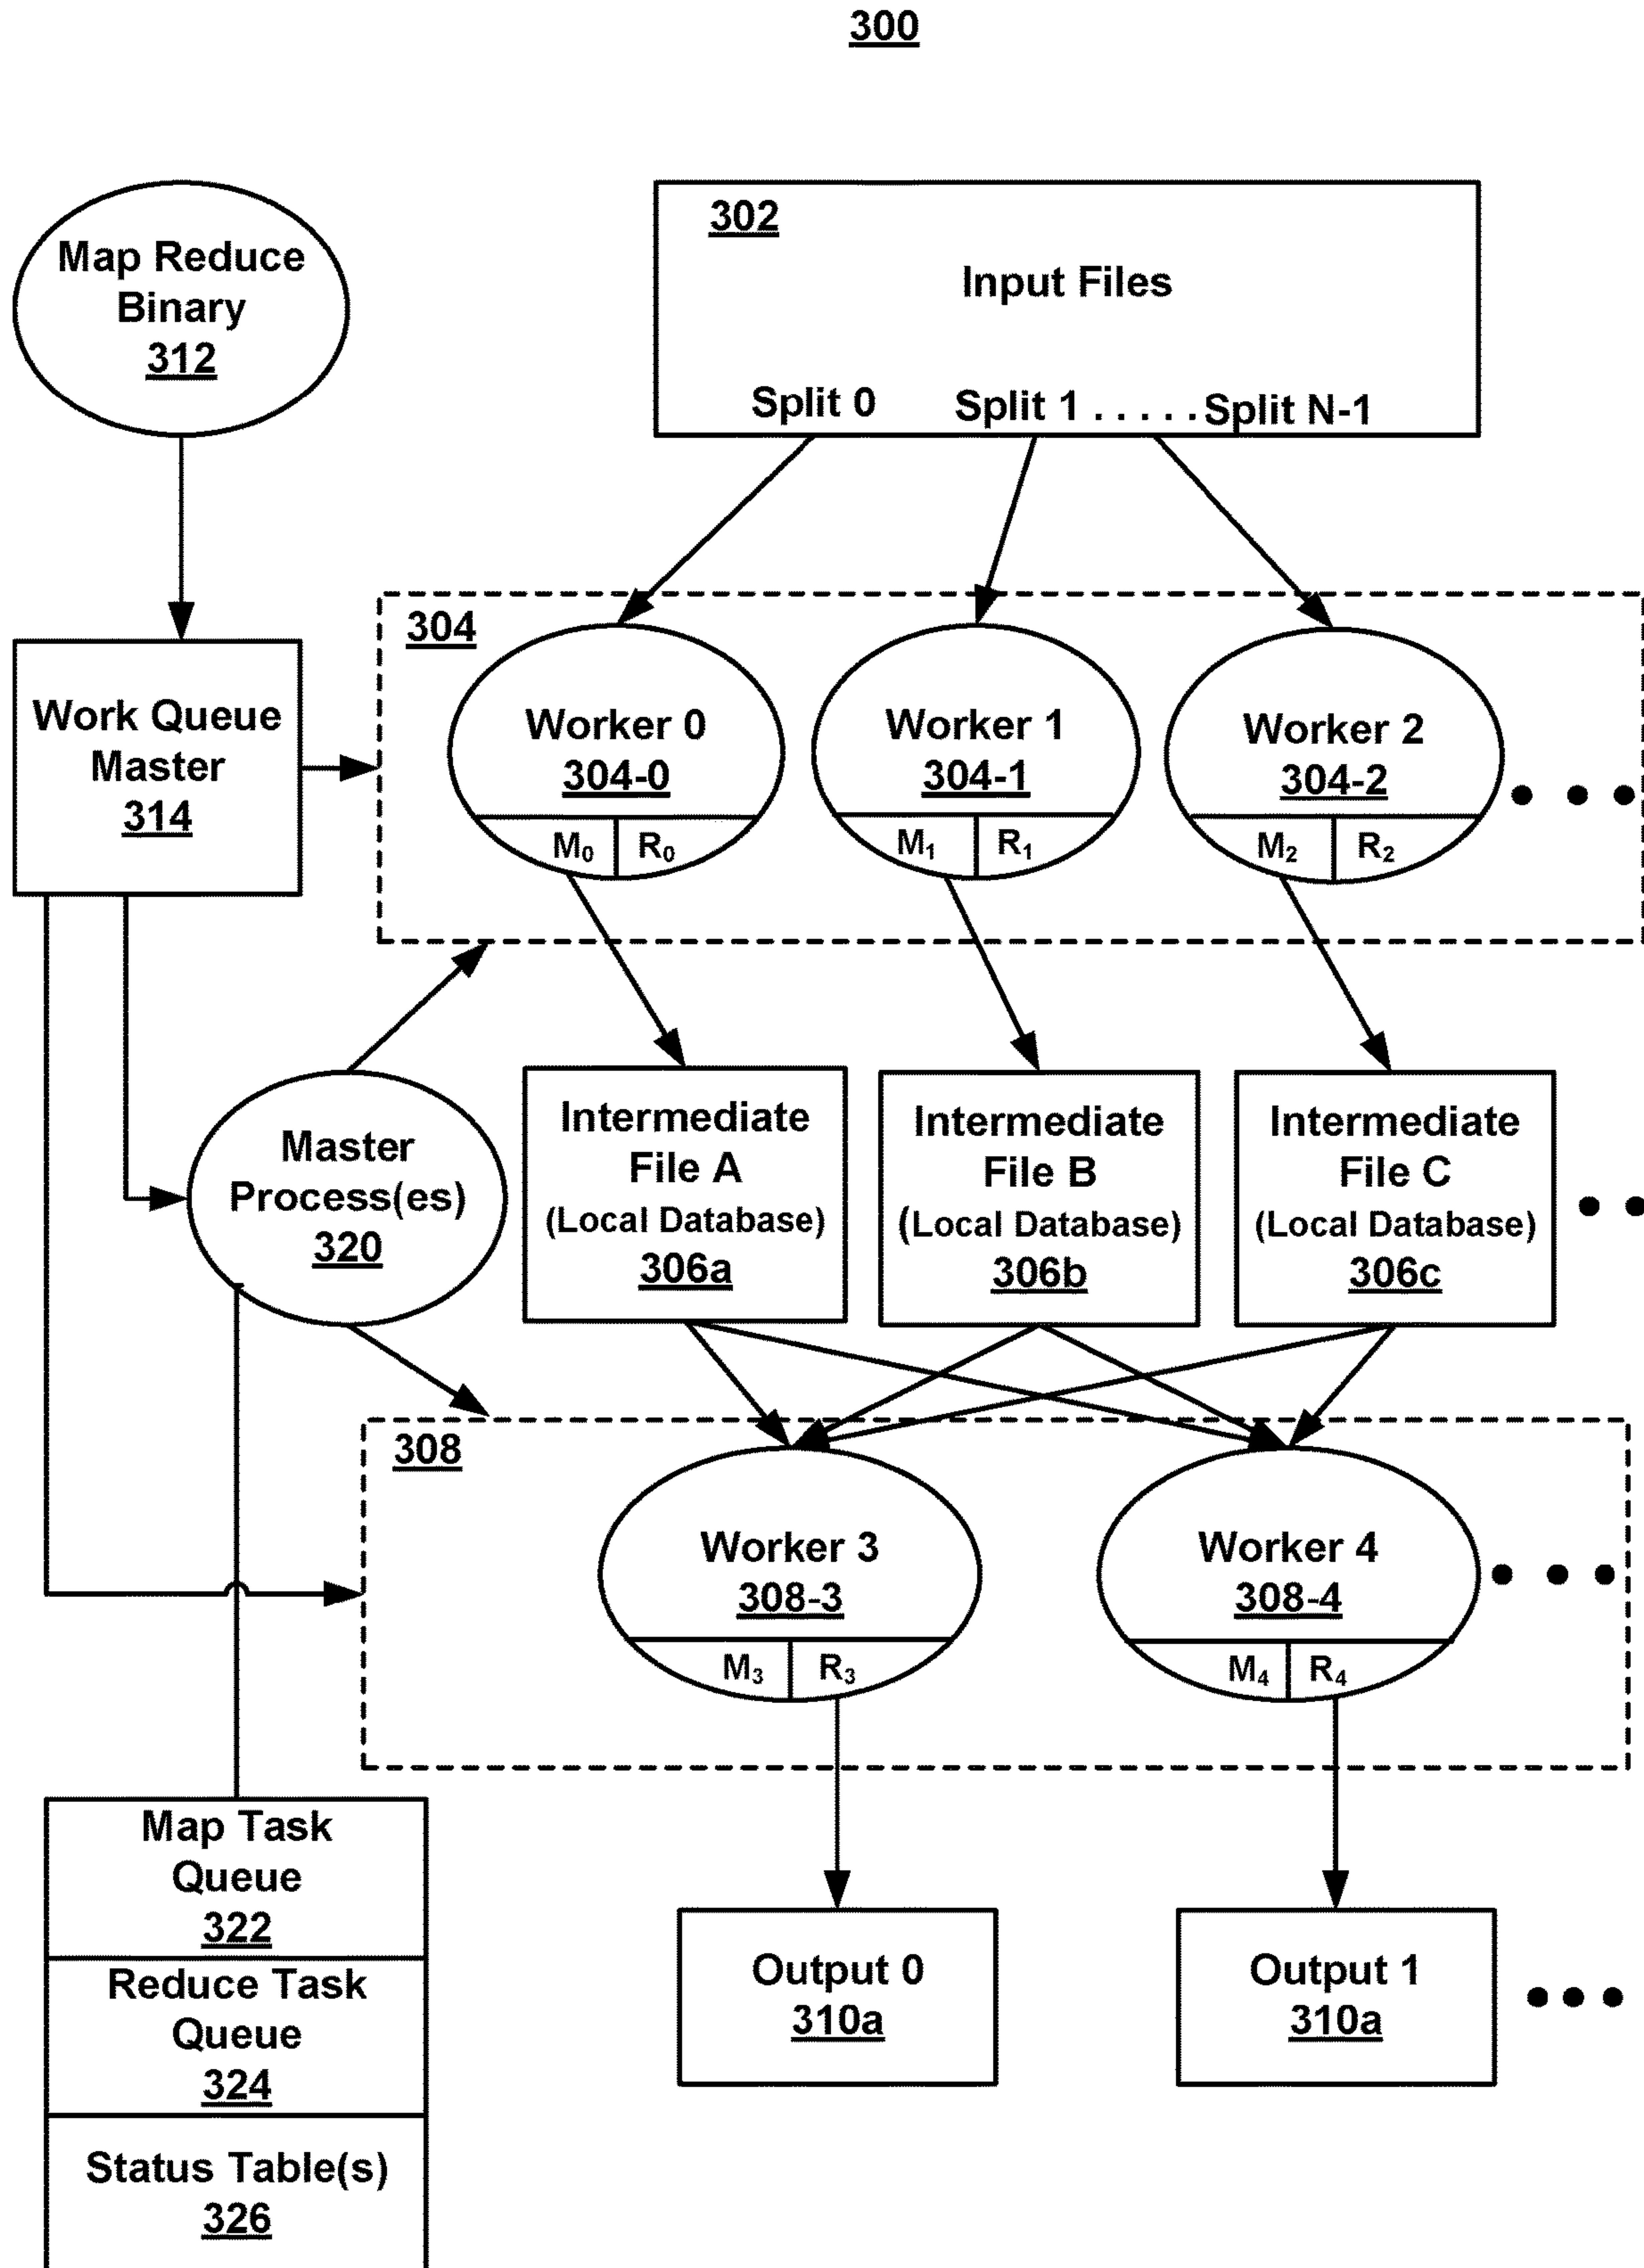 300
Map Reduce
Binary
312
302
Input Files
Split 0 Split 1 . . . . . Split N-1
Work Queue
Master
314
304
Worker 0
304-0
M₀ R₀
Worker 1
304-1
M₁ R₁
Worker 2
304-2
M₂ R₂
Master
Process(es)
320
Intermediate
File A
(Local Database)
306a
Intermediate
File B
(Local Database)
306b
Intermediate
File C
(Local Database)
306c
308
Worker 3
308-3
M₃ R₃
Worker 4
308-4
M₄ R₄
Map Task
Queue
322
Reduce Task
Queue
324
Status Table(s)
326
Output 0
310a
Output 1
310a